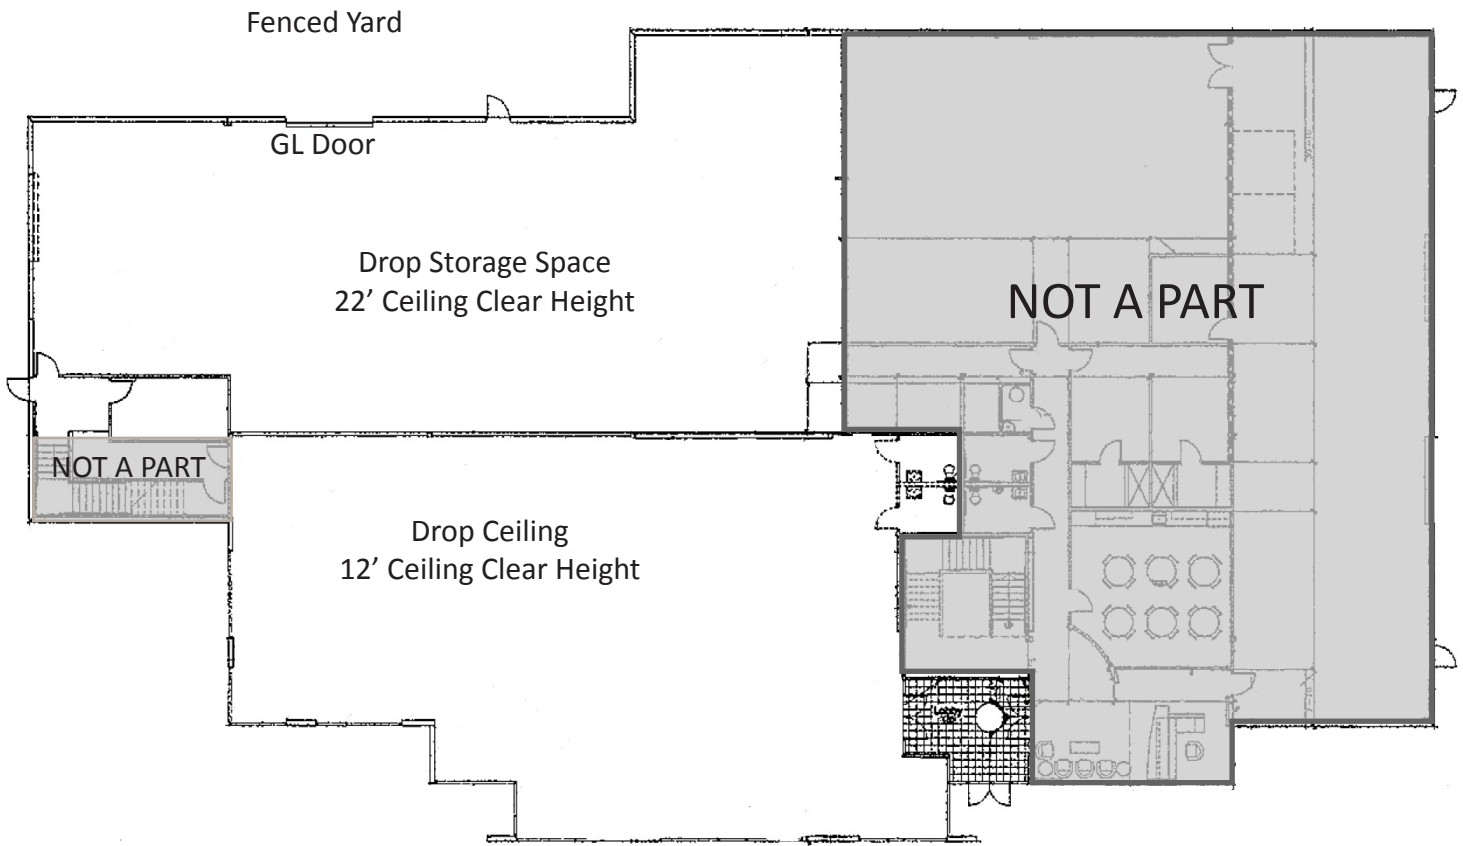 Fenced Yard
GL Door
Drop Storage Space
22’ Ceiling Clear Height
NOT A PART
NOT A PART
Drop Ceiling
12’ Ceiling Clear Height
Lobby